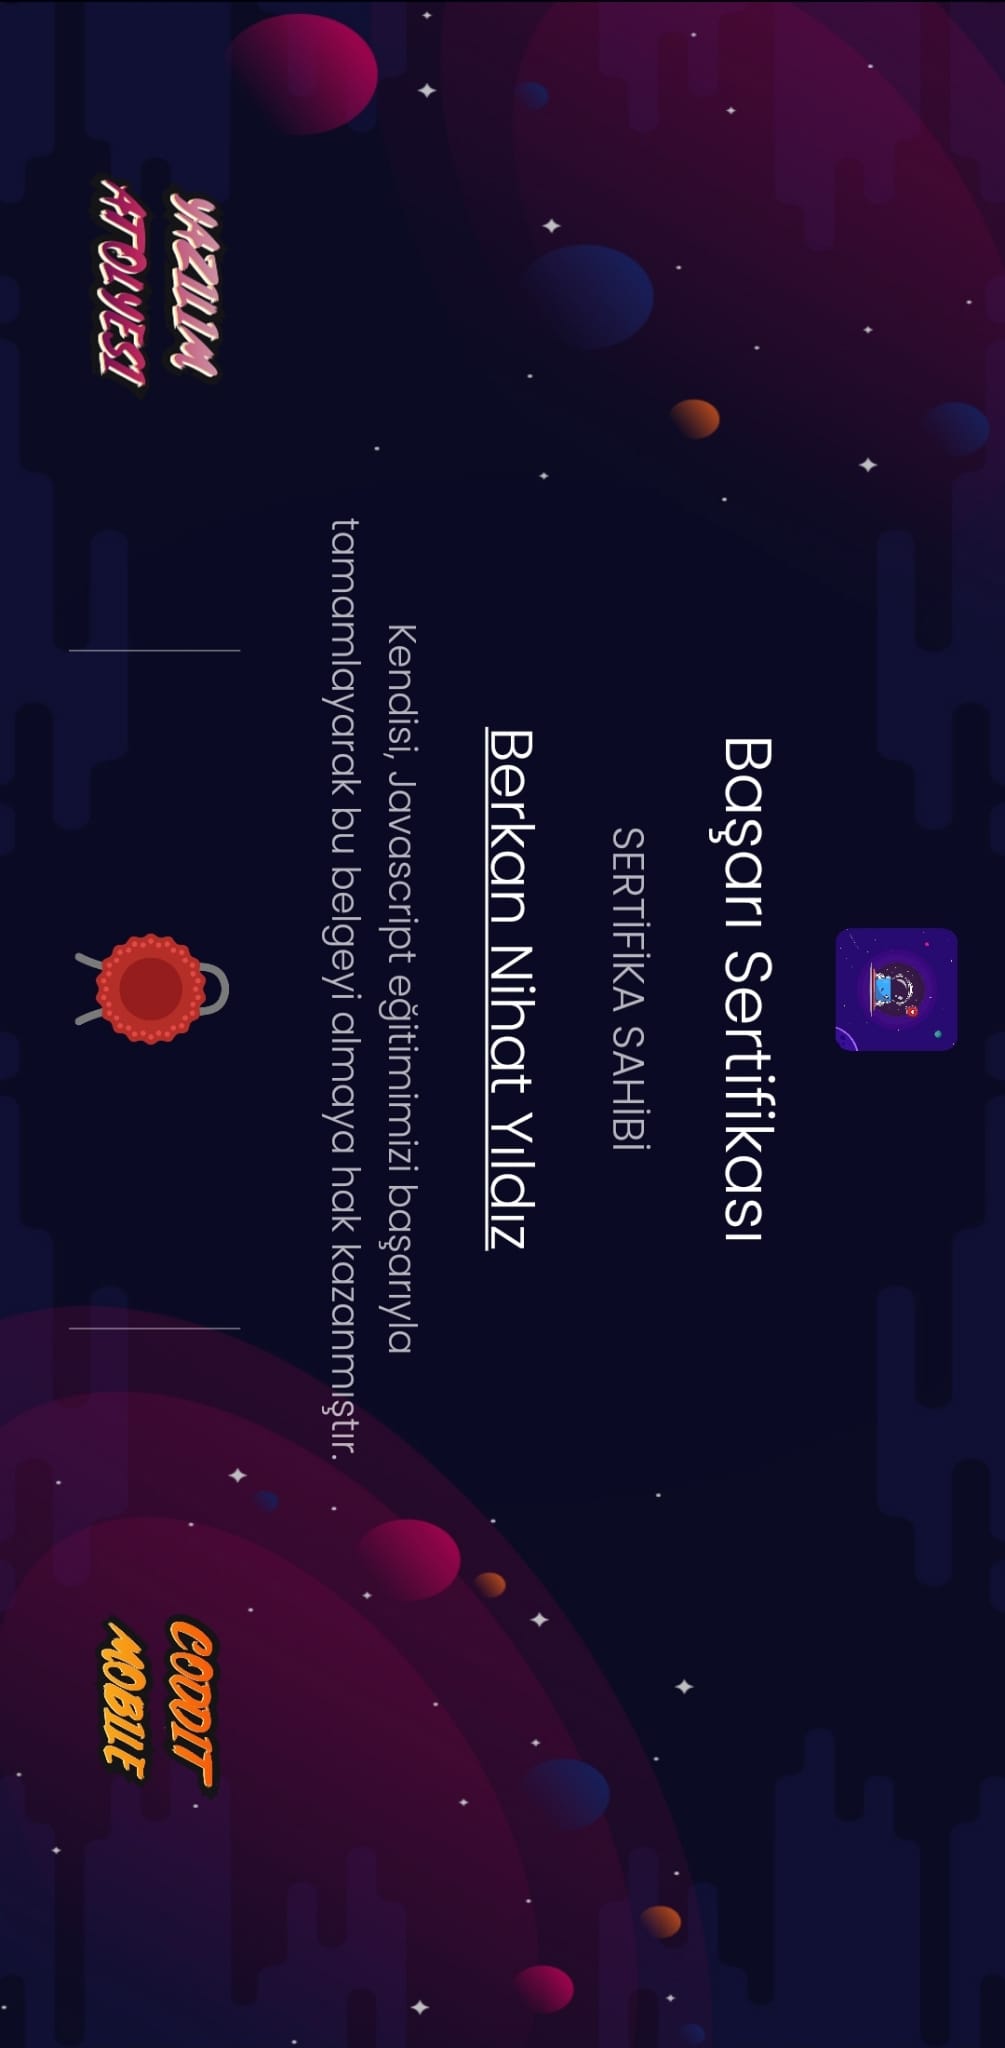 Başarı Sertifikası
SERTİFİKA SAHİBİ
Berkan Nihat Yıldız
Kendisi, Javascript eğitimimizi başarıyla
tamamlayarak bu belgeyi almaya hak kazanmıştır.
YAZILIM
ATOLYESI
CODDIT
MOBILE